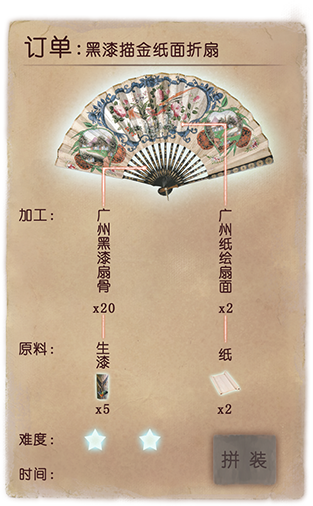 订单:黑漆描金纸面折扇
加工:
广州黑漆扇骨
x20
广州纸绘扇面
x2
原料:
生漆
x5
纸
x2
难度:
时间:
拼装